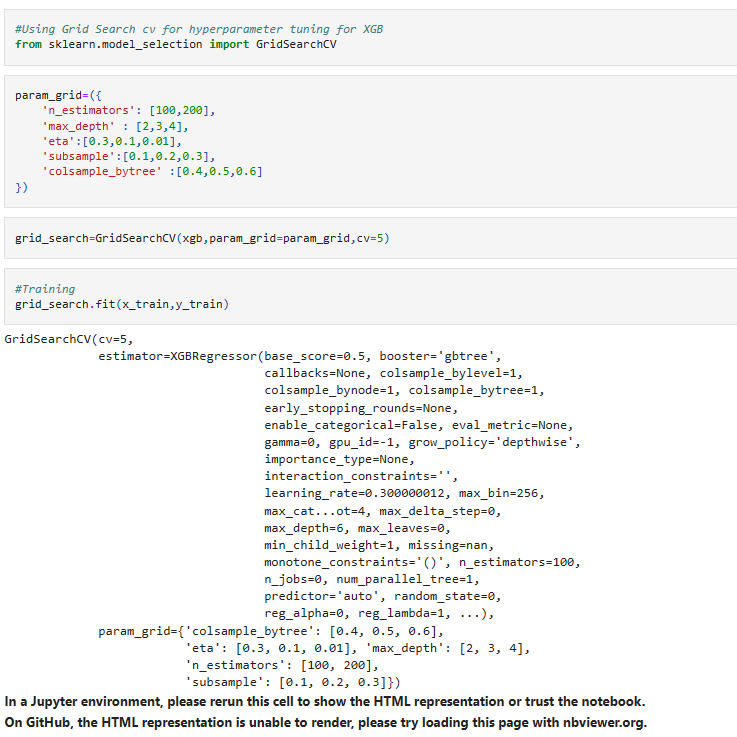 #Using Grid Search cv for hyperparameter tuning for XGB
from sklearn.model_selection import GridSearchCV
param_grid=({
    'n_estimators': [100,200],
    'max_depth' : [2,3,4],
    'eta':[0.3,0.1,0.01],
    'subsample':[0.1,0.2,0.3],
    'colsample_bytree' :[0.4,0.5,0.6]
})
grid_search=GridSearchCV(xgb,param_grid=param_grid,cv=5)
#Training
grid_search.fit(x_train,y_train)
GridSearchCV(cv=5,
             estimator=XGBRegressor(base_score=0.5, booster='gbtree',
                                    callbacks=None, colsample_bylevel=1,
                                    colsample_bynode=1, colsample_bytree=1,
                                    early_stopping_rounds=None,
                                    enable_categorical=False, eval_metric=None,
                                    gamma=0, gpu_id=-1, grow_policy='depthwise',
                                    importance_type=None,
                                    interaction_constraints='',
                                    learning_rate=0.300000012, max_bin=256,
                                    max_cat...ot=4, max_delta_step=0,
                                    max_depth=6, max_leaves=0,
                                    min_child_weight=1, missing=nan,
                                    monotone_constraints='()', n_estimators=100,
                                    n_jobs=0, num_parallel_tree=1,
                                    predictor='auto', random_state=0,
                                    reg_alpha=0, reg_lambda=1, ...),
             param_grid={'colsample_bytree': [0.4, 0.5, 0.6],
                         'eta': [0.3, 0.1, 0.01], 'max_depth': [2, 3, 4],
                         'n_estimators': [100, 200],
                         'subsample': [0.1, 0.2, 0.3]})
In a Jupyter environment, please rerun this cell to show the HTML representation or trust the notebook.
On GitHub, the HTML representation is unable to render, please try loading this page with nbviewer.org.